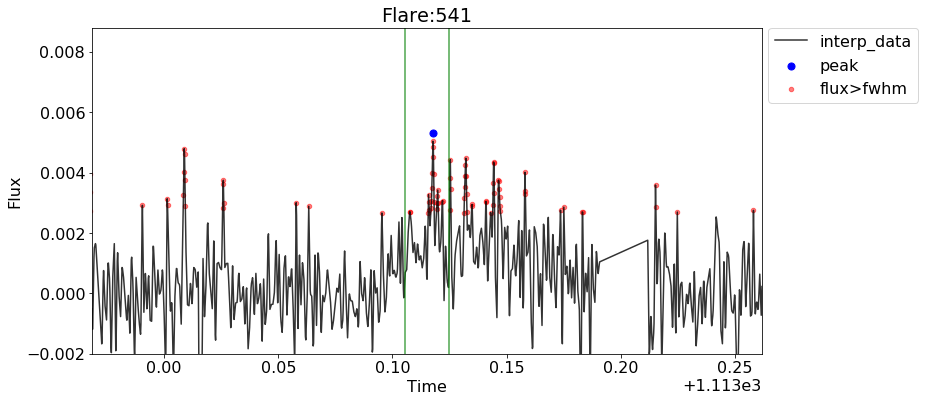 Flare:541
interp_data
peak
flux>fwhm
0.008
0.006
0.004
0.002
0.000
−0.002
Flux
0.00
0.05
0.10
0.15
0.20
0.25
Time
+1.113e3